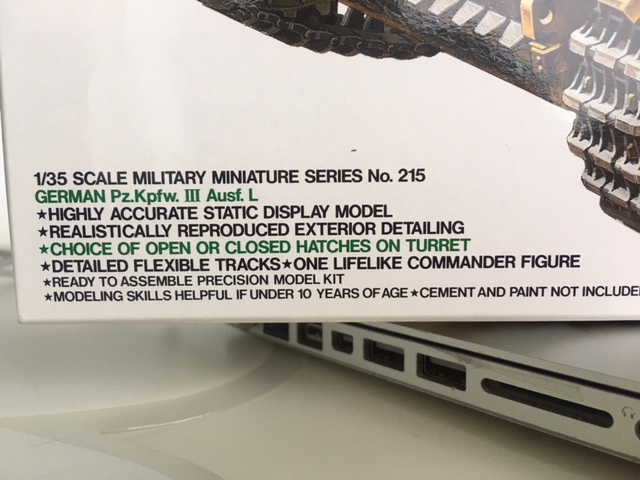 1/35 SCALE MILITARY MINIATURE SERIES No. 215
GERMAN Pz.Kpfw. III Ausf. L
★HIGHLY ACCURATE STATIC DISPLAY MODEL
★REALISTICALLY REPRODUCED EXTERIOR DETAILING
★CHOICE OF OPEN OR CLOSED HATCHES ON TURRET
★DETAILED FLEXIBLE TRACKS★ONE LIFELIKE COMMANDER FIGURE
★READY TO ASSEMBLE PRECISION MODEL KIT
★MODELING SKILLS HELPFUL IF UNDER 10 YEARS OF AGE ★CEMENT AND PAINT NOT INCLUDE